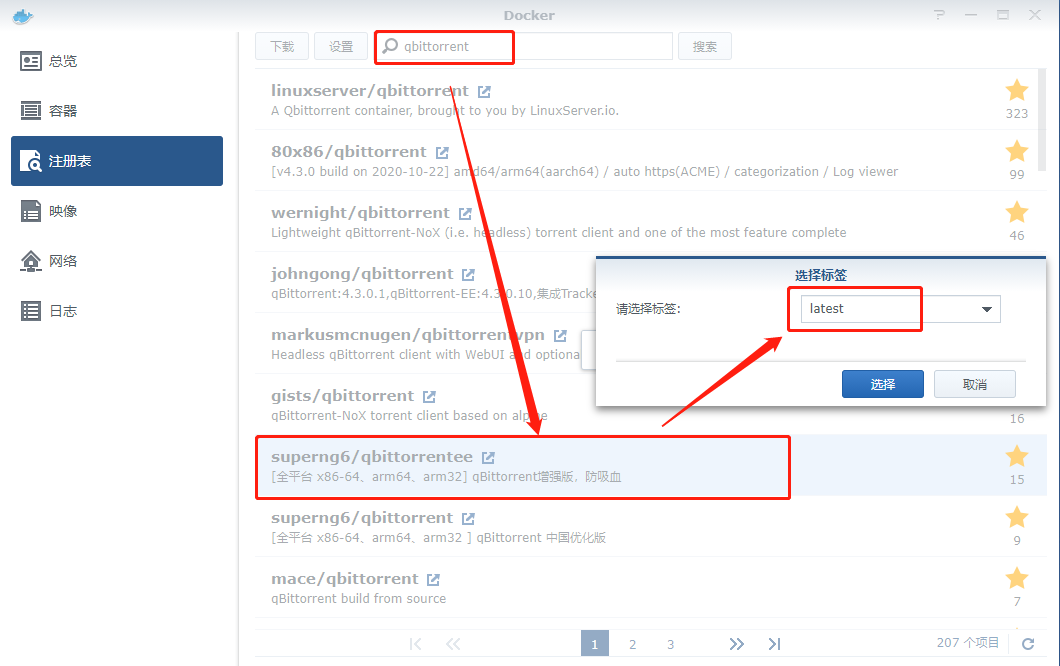 Docker
总览
容器
注册表
映像
网络
日志
下载 设置 qbittorrent 搜索
linuxserver/qbittorrent
A Qbittorrent container, brought to you by LinuxServer.io.
323
80x86/qbittorrent
[v4.3.0 build on 2020-10-22] amd64/arm64(aarch64) / auto https(ACME) / categorization / Log viewer
99
wernight/qbittorrent
Lightweight qBittorrent-NoX (i.e. headless) torrent client and one of the most feature complete
46
johngong/qbittorrent
qBittorrent:4.3.0.1,qBittorrent-EE:4.3.0.10,集成Tracke
markusmcnugen/qbittorrentvpn
Headless qBittorrent client with WebUI and optiona
gists/qbittorrent
qBittorrent-NoX torrent client based on alpine
16
选择标签
请选择标签:
latest
选择 取消
superng6/qbittorrentee
[全平台 x86-64、arm64、arm32] qBittorrent增强版，防吸血
15
superng6/qbittorrent
[全平台 x86-64、arm64、arm32 ] qBittorrent 中国优化版
9
mace/qbittorrent
qBittorrent build from source
7
1 2 3 207 个项目